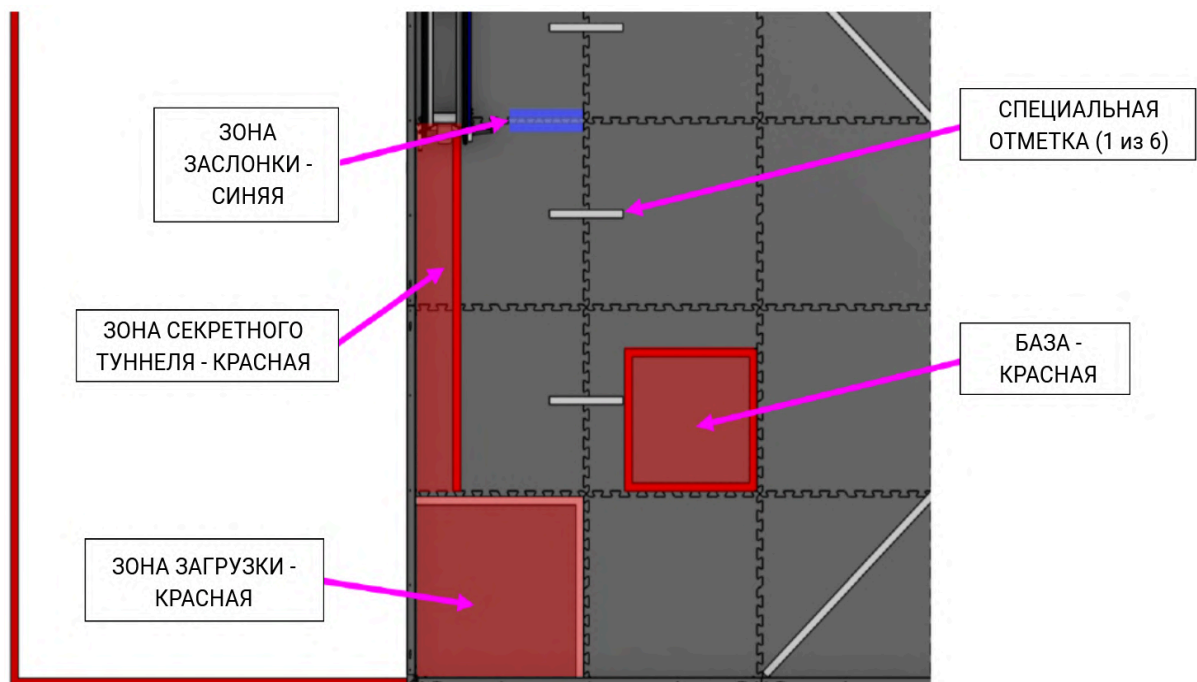 ЗОНА
ЗАСЛОНКИ -
СИНЯЯ
СПЕЦИАЛЬНАЯ
ОТМЕТКА (1 из 6)
ЗОНА СЕКРЕТНОГО
ТУННЕЛЯ - КРАСНАЯ
БАЗА -
КРАСНАЯ
ЗОНА ЗАГРУЗКИ -
КРАСНАЯ